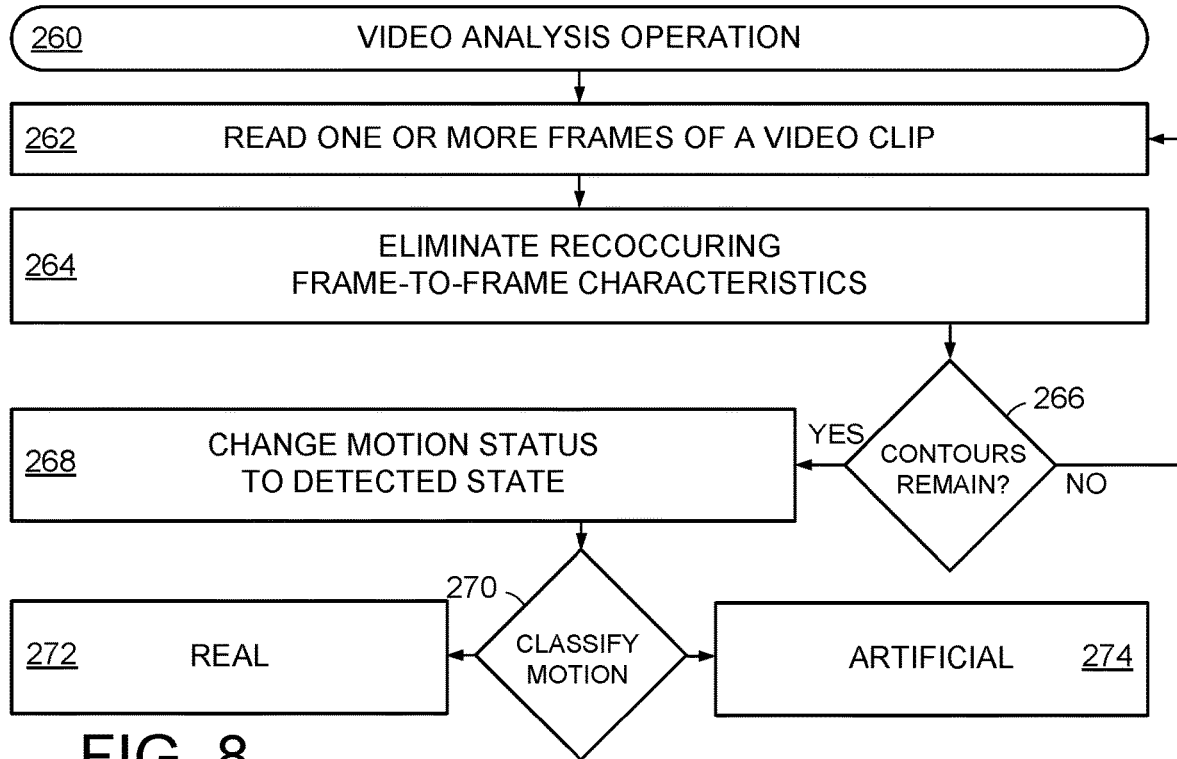 260 VIDEO ANALYSIS OPERATION
262 READ ONE OR MORE FRAMES OF A VIDEO CLIP
264 ELIMINATE RECOCCURING
FRAME-TO-FRAME CHARACTERISTICS
266
CONTOURS
REMAIN?
YES
NO
268 CHANGE MOTION STATUS
TO DETECTED STATE
270
CLASSIFY
MOTION
272 REAL
ARTIFICIAL 274
FIG. 8